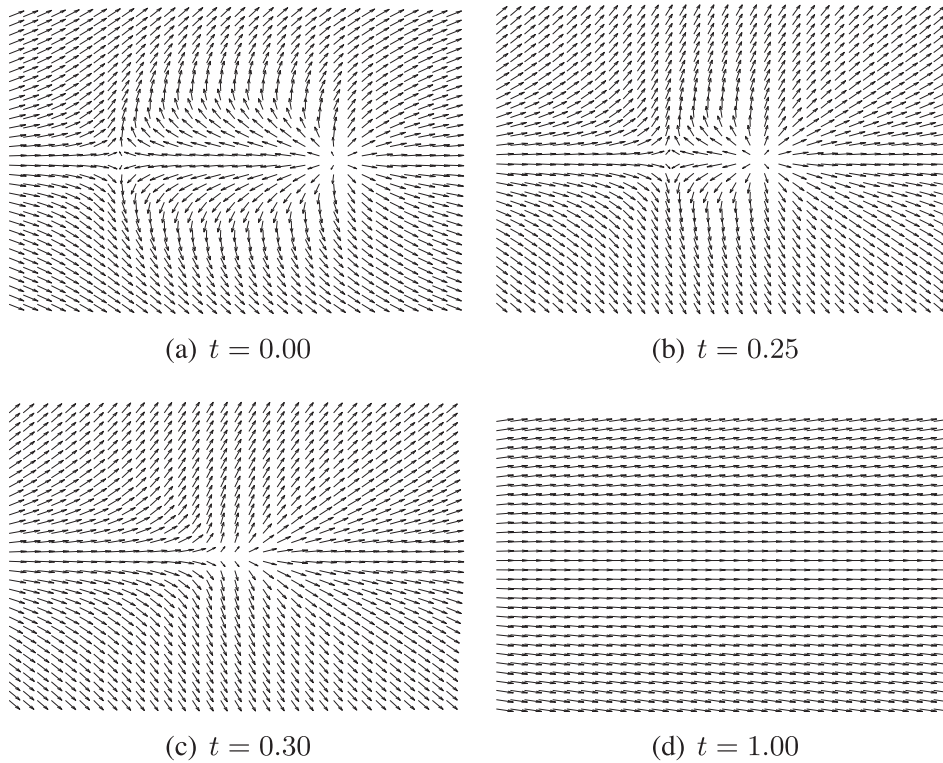 (a) t = 0.00
(b) t = 0.25
(c) t = 0.30
(d) t = 1.00